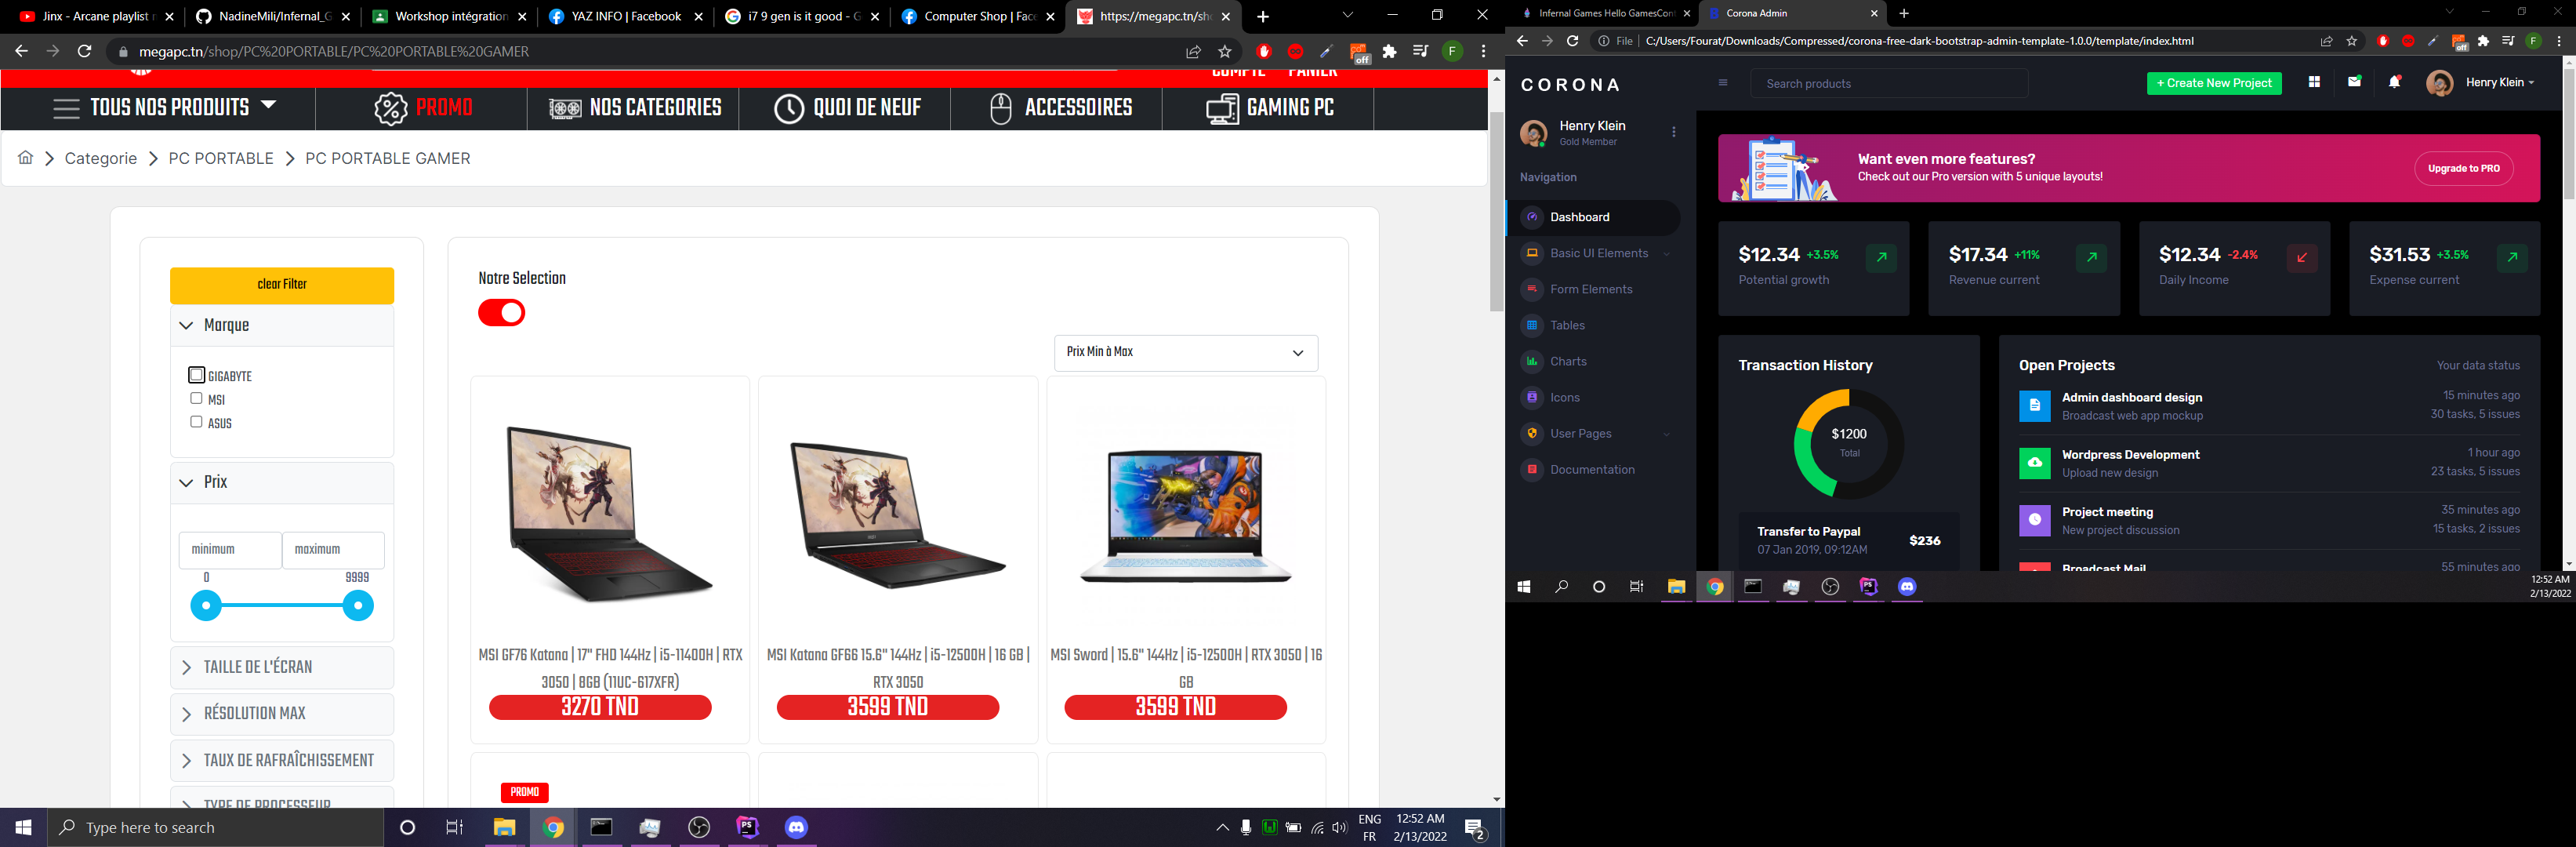 Jinx - Arcane playlist
NadineMili/Infernal_G
Workshop intégration
YAZ INFO | Facebook
i7 9 gen is it good - G
Computer Shop | Fac
https://megapc.tn/sh
megapc.tn/shop/PC%20PORTABLE/PC%20PORTABLE%20GAMER
off
F
COMPTE PANIER
TOUS NOS PRODUITS
PROMO
NOS CATEGORIES
QUOI DE NEUF
ACCESSOIRES
GAMING PC
Categorie
PC PORTABLE
PC PORTABLE GAMER
clear Filter
Marque
GIGABYTE
MSI
ASUS
Prix
minimum
maximum
0
9999
TAILLE DE L'ÉCRAN
RÉSOLUTION MAX
TAUX DE RAFRAÎCHISSEMENT
TYPE DE PROCESSEUR
Notre Selection
Prix Min à Max
MSI GF76 Katana | 17" FHD 144Hz | i5-11400H | RTX
3050 | 8GB (11UC-617XFR)
3270 TND
MSI Katana GF66 15.6" 144Hz | i5-12500H | 16 GB |
RTX 3050
3599 TND
MSI Sword | 15.6" 144Hz | i5-12500H | RTX 3050 | 16
GB
3599 TND
PROMO
Type here to search
PS
ENG
FR
12:52 AM
2/13/2022
2
Infernal Games Hello GamesCon
Corona Admin
File
C:/Users/Fourat/Downloads/Compressed/corona-free-dark-bootstrap-admin-template-1.0.0/template/index.html
off
F
CORONA
Search products
+ Create New Project
Henry Klein
Henry Klein
Gold Member
Navigation
Dashboard
Basic UI Elements
Form Elements
Tables
Charts
Icons
User Pages
Documentation
Want even more features?
Check out our Pro version with 5 unique layouts!
Upgrade to PRO
$12.34 +3.5%
Potential growth
$17.34 +11%
Revenue current
$12.34 -2.4%
Daily Income
$31.53 +3.5%
Expense current
Transaction History
$1200
Total
Transfer to Paypal
07 Jan 2019, 09:12AM
$236
Open Projects
Your data status
Admin dashboard design
Broadcast web app mockup
15 minutes ago
30 tasks, 5 issues
Wordpress Development
Upload new design
1 hour ago
23 tasks, 5 issues
Project meeting
New project discussion
35 minutes ago
15 tasks, 2 issues
Broadcast Mail
55 minutes ago
PS
12:52 AM
2/13/2022